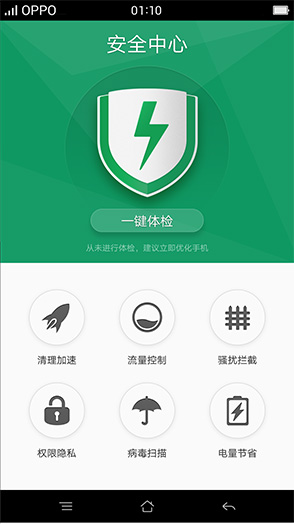 OPPO 01:10
安全中心
一键体检
从未进行体检，建议立即优化手机
清理加速 流量控制 骚扰拦截
权限隐私 病毒扫描 电量节省